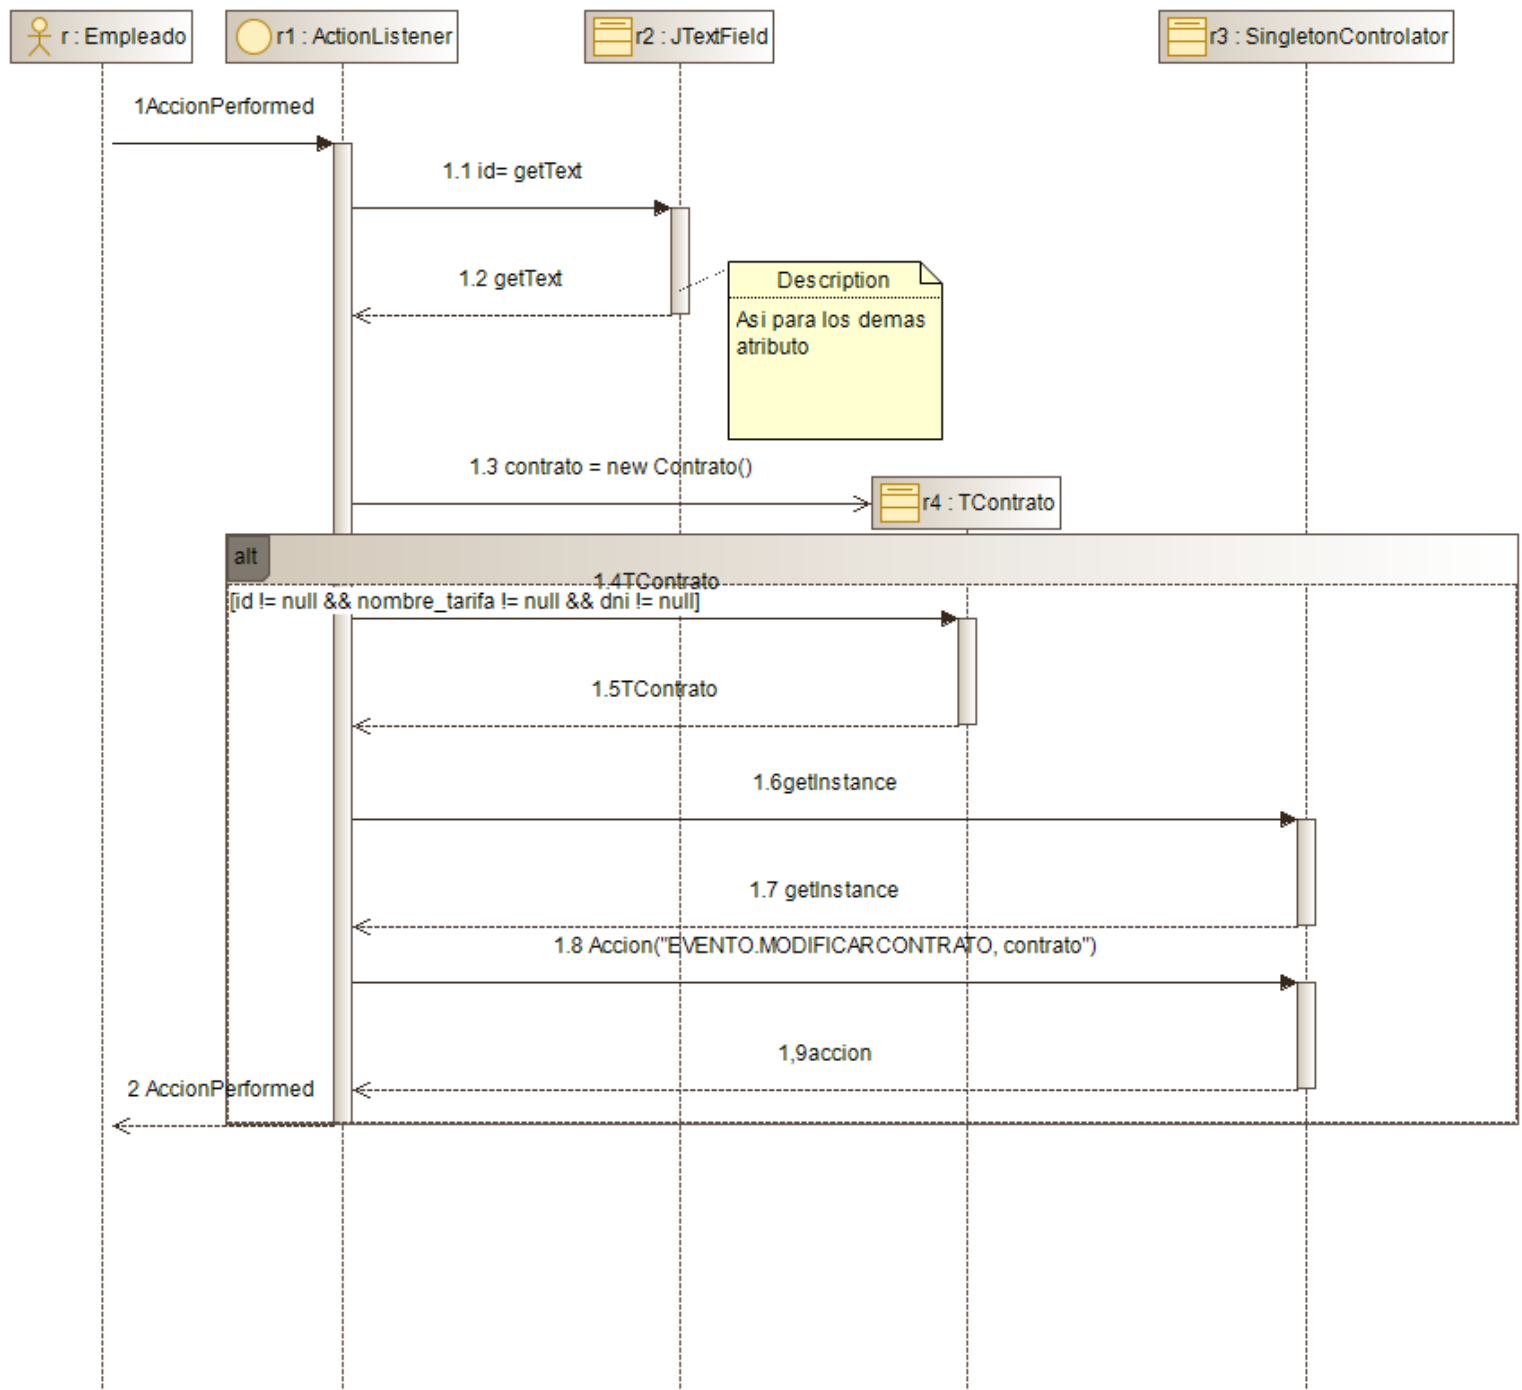 r : Empleado
r1 : ActionListener
r2 : JTextField
r3 : SingletonControlator
1AccionPerformed
1.1 id= getText
1.2 getText
Description
Asi para los demas
atributo
1.3 contrato = new Contrato()
r4 : TContrato
alt
1.4TContrato
[id != null && nombre_tarifa != null && dni != null]
1.5TContrato
1.6getInstance
1.7 getInstance
1.8 Accion("EVENTO.MODIFICARCONTRATO, contrato")
1,9accion
2 AccionPerformed